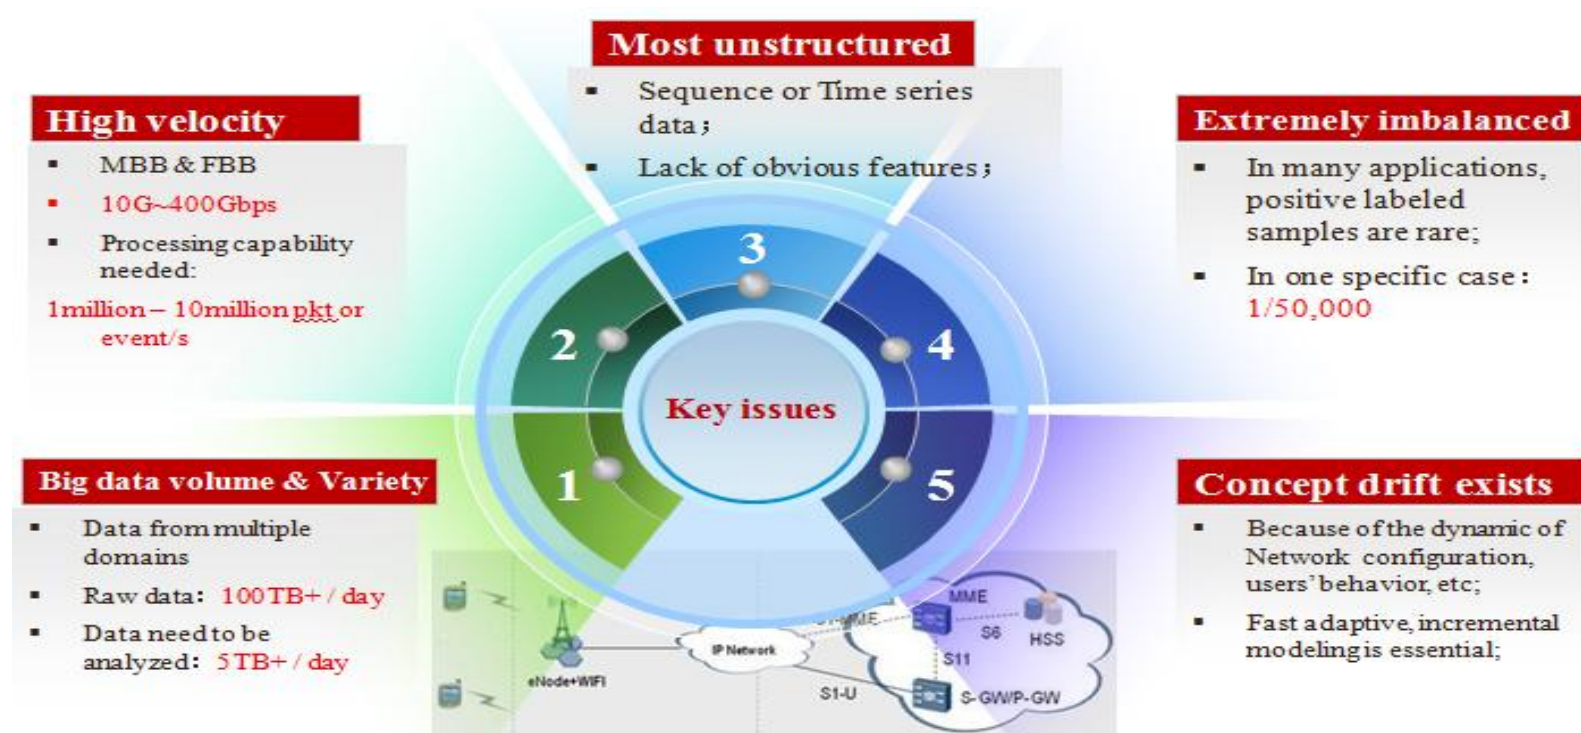 Most unstructured
▪ Sequence or Time series
data；
▪ Lack of obvious features；
High velocity
▪ MBB & FBB
▪ 10G~400Gbps
▪ Processing capability
needed:
1million – 10million pkt or
event/s
Extremely imbalanced
▪ In many applications,
positive labeled
samples are rare;
▪ In one specific case：
1/50,000
3
2
4
Key issues
1
5
Big data volume & Variety
▪ Data from multiple
domains
▪ Raw data：100TB+ / day
▪ Data need to be
analyzed：5TB+ / day
Concept drift exists
▪ Because of the dynamic of
Network configuration,
users’ behavior, etc;
▪ Fast adaptive, incremental
modeling is essential;
MME
S1-MME
S6
HSS
IP Network
S11
eNode+WIFI
S1-U
S-GW/P-GW